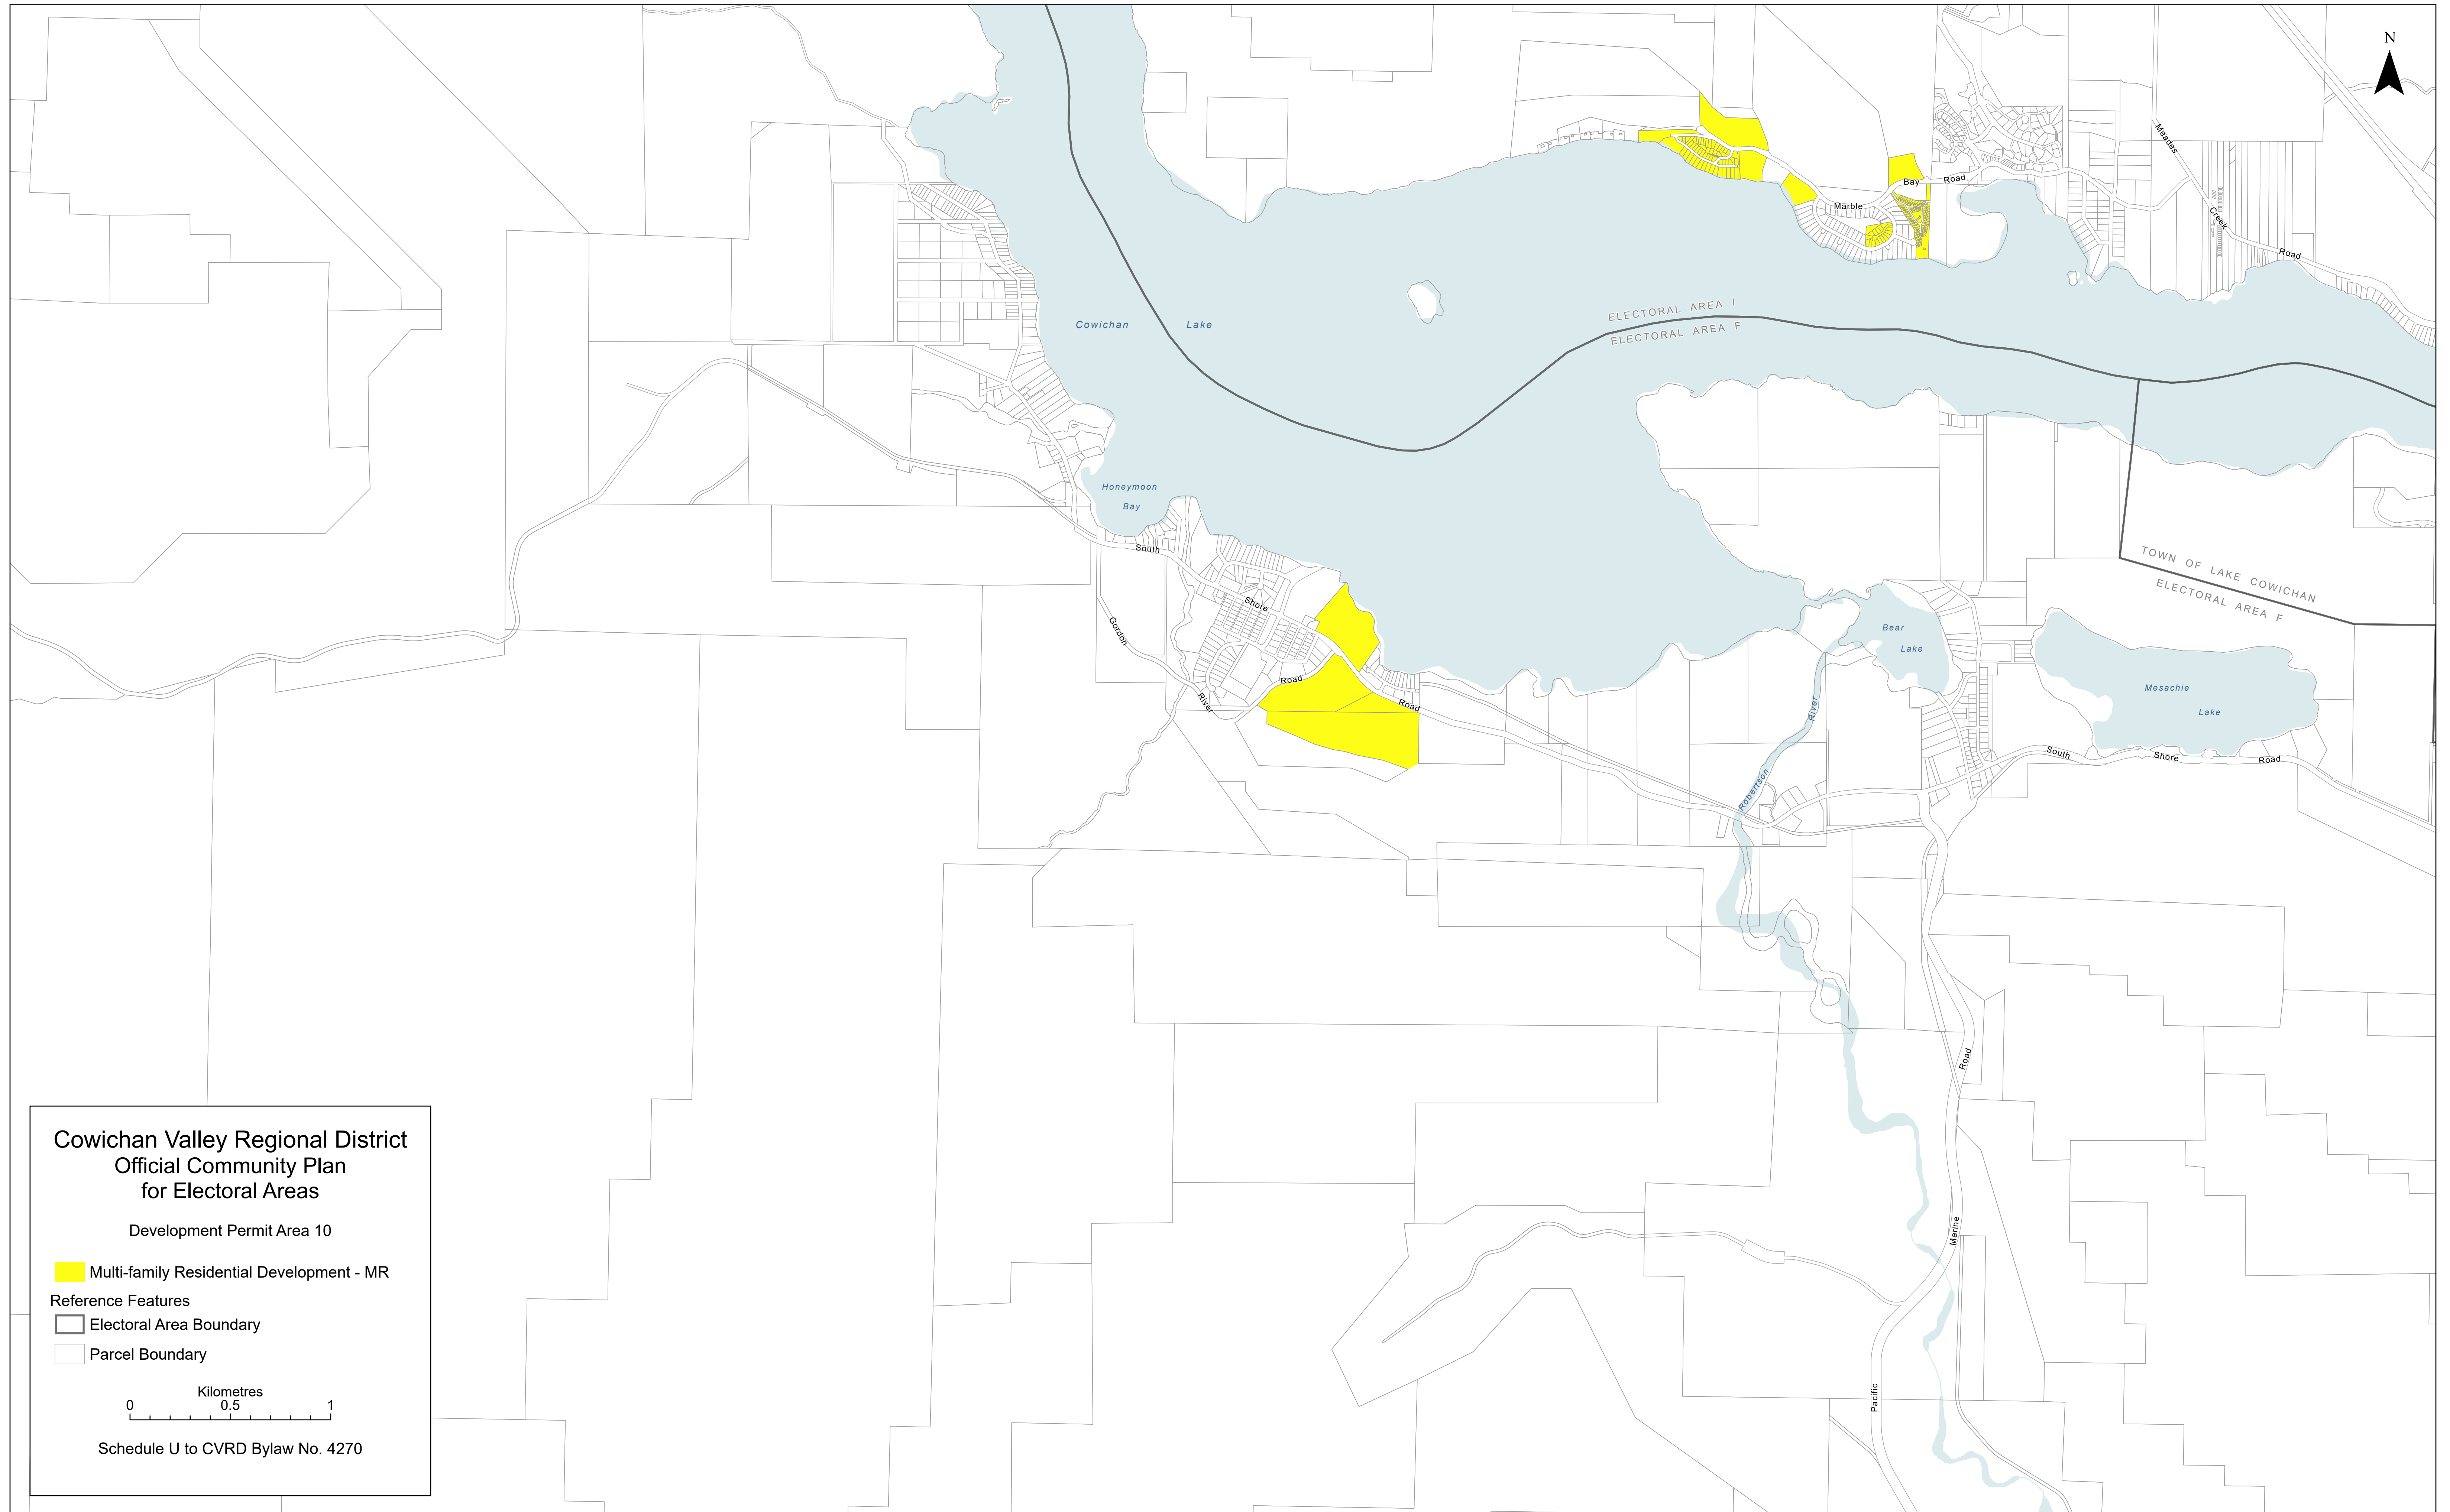 N
Meades
Creek
Road
Bay Road
Marble
ELECTORAL AREA I
ELECTORAL AREA F
Cowichan Lake
Honeymoon
Bay
South
Shore
Road
Gordon
River
Road
TOWN OF LAKE COWICHAN
ELECTORAL AREA F
Bear
Lake
Mesachie
Lake
River
Robertson
South Shore Road
Road
Marine
Pacific
Cowichan Valley Regional District
Official Community Plan
for Electoral Areas
Development Permit Area 10
Multi-family Residential Development - MR
Reference Features
Electoral Area Boundary
Parcel Boundary
Kilometres
0 0.5 1
Schedule U to CVRD Bylaw No. 4270